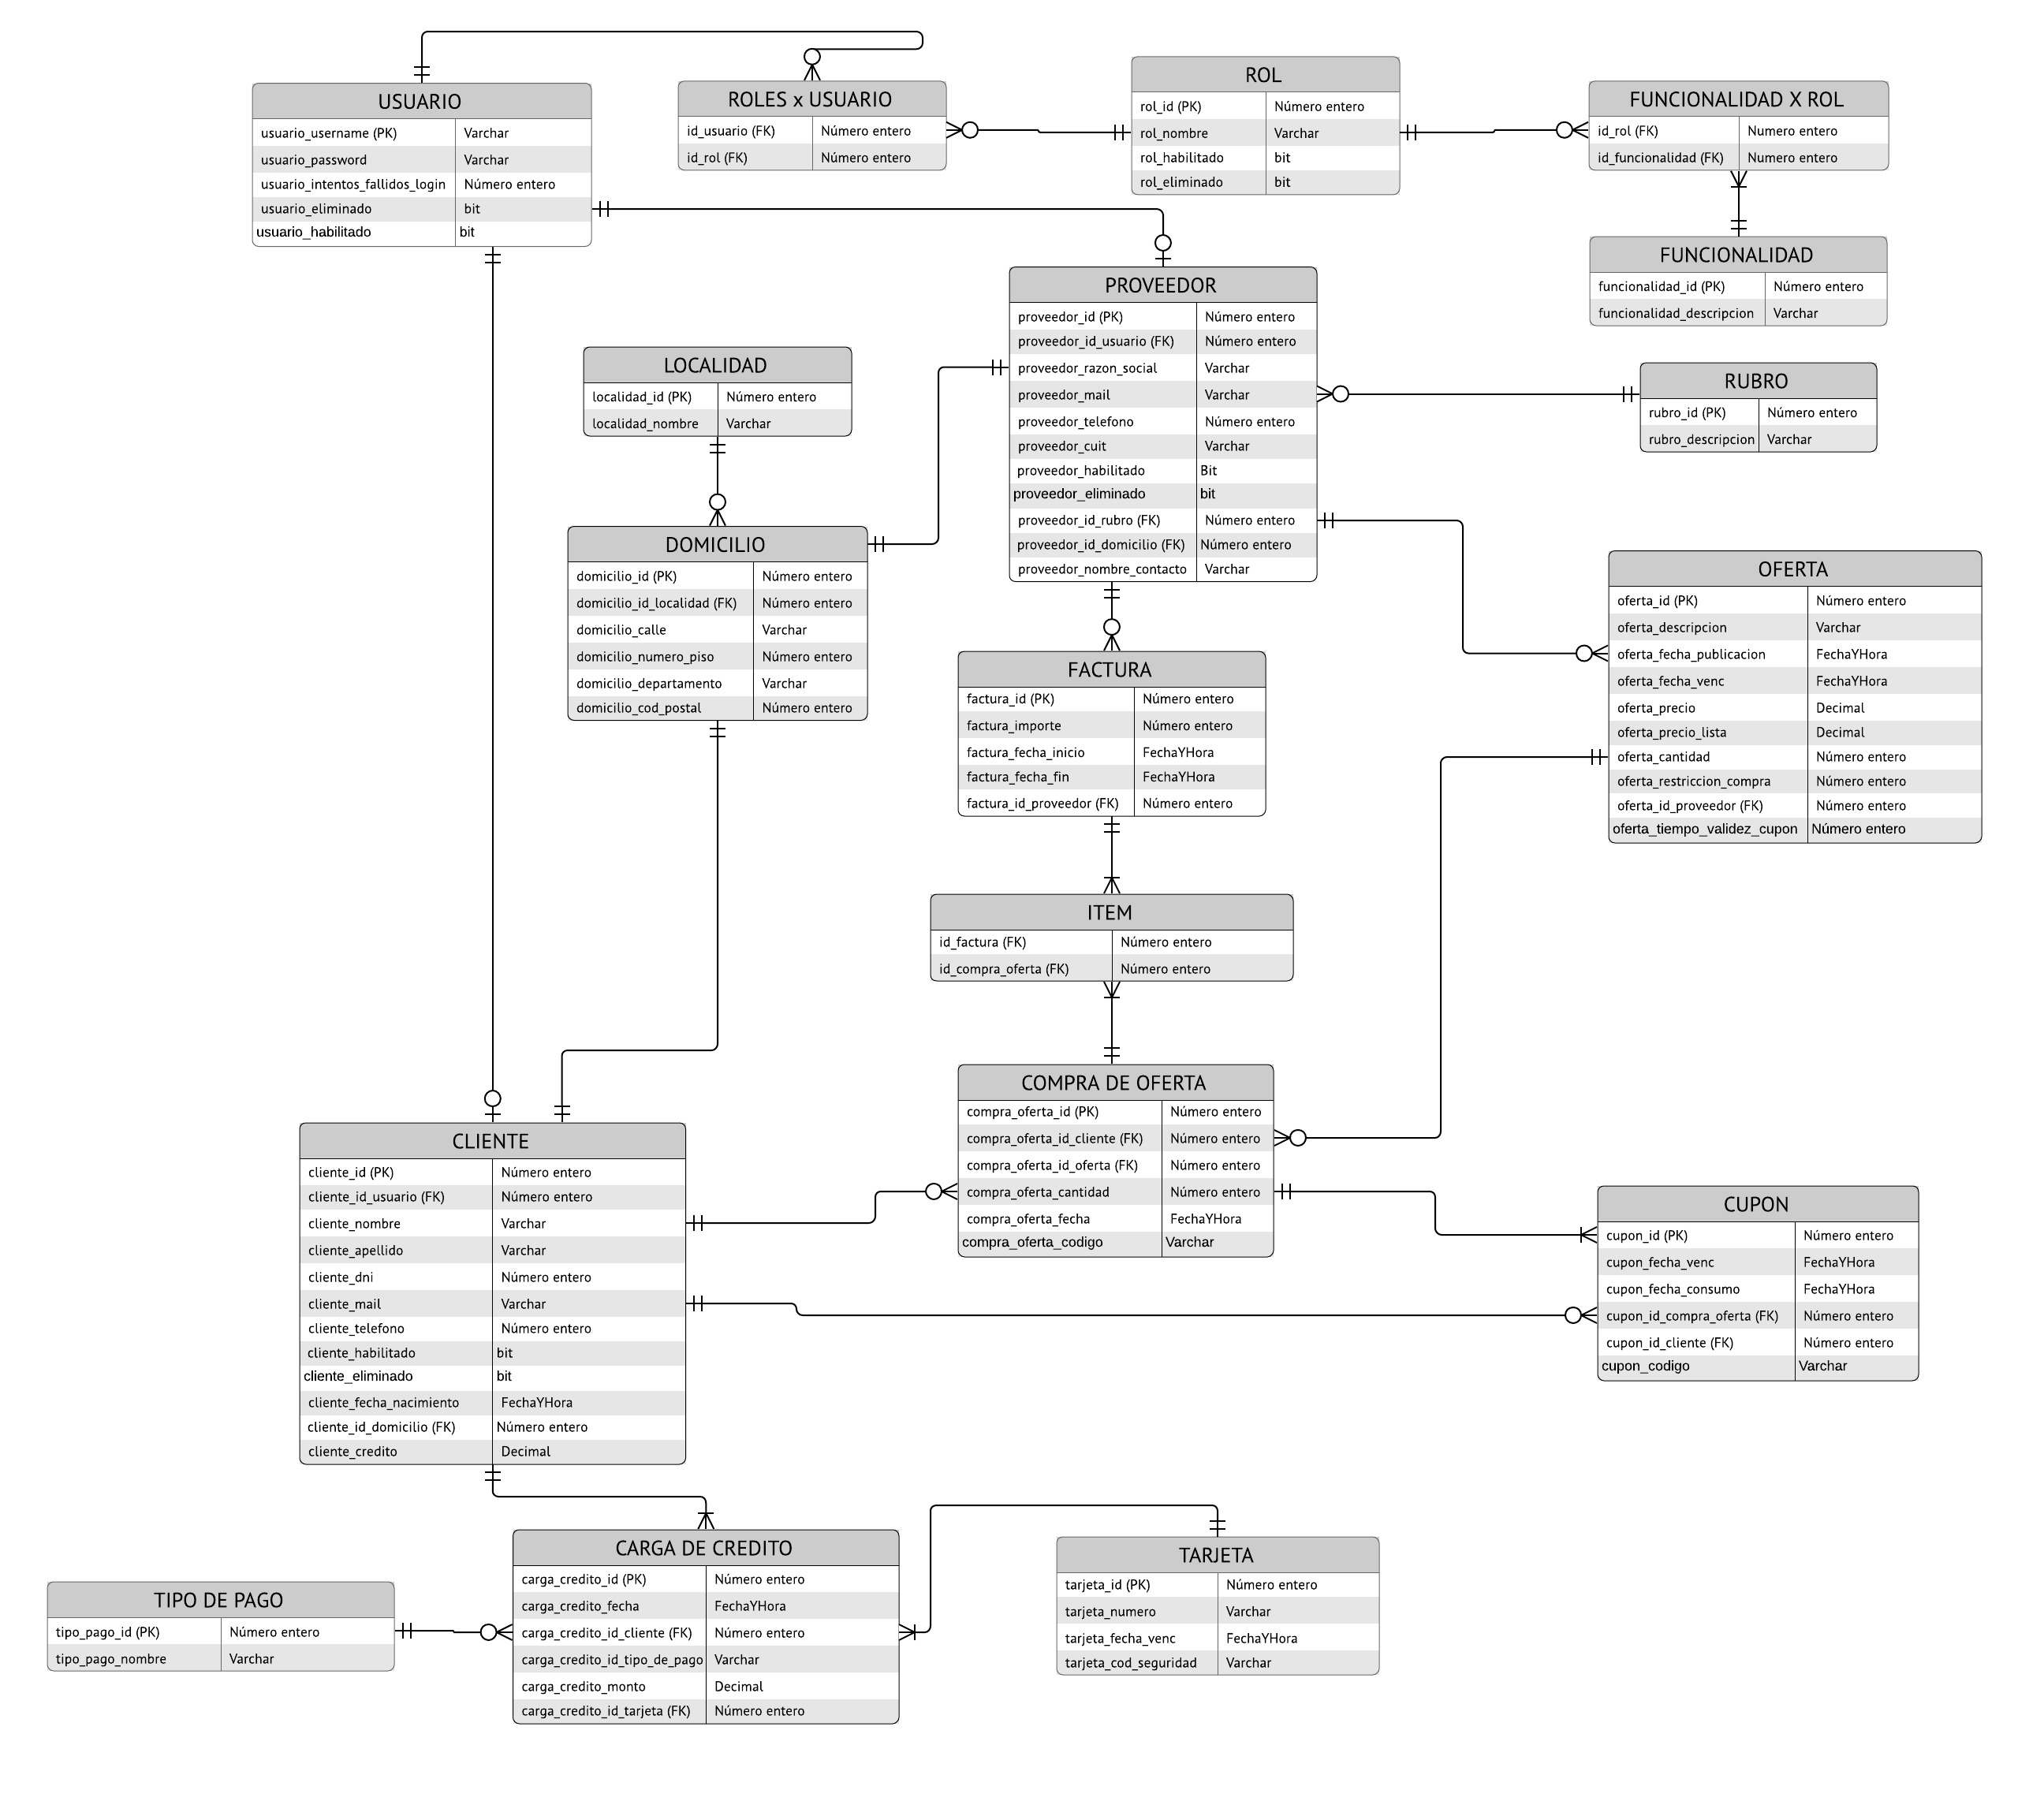 USUARIO
usuario_username (PK) Varchar
usuario_password Varchar
usuario_intentos_fallidos_login Número entero
usuario_eliminado bit
usuario_habilitado bit
ROLES x USUARIO
id_usuario (FK) Número entero
id_rol (FK) Número entero
ROL
rol_id (PK) Número entero
rol_nombre Varchar
rol_habilitado bit
rol_eliminado bit
FUNCIONALIDAD X ROL
id_rol (FK) Numero entero
id_funcionalidad (FK) Numero entero
FUNCIONALIDAD
funcionalidad_id (PK) Número entero
funcionalidad_descripcion Varchar
PROVEEDOR
proveedor_id (PK) Número entero
proveedor_id_usuario (FK) Número entero
proveedor_razon_social Varchar
proveedor_mail Varchar
proveedor_telefono Número entero
proveedor_cuit Varchar
proveedor_habilitado Bit
proveedor_eliminado bit
proveedor_id_rubro (FK) Número entero
proveedor_id_domicilio (FK) Número entero
proveedor_nombre_contacto Varchar
LOCALIDAD
localidad_id (PK) Número entero
localidad_nombre Varchar
RUBRO
rubro_id (PK) Número entero
rubro_descripcion Varchar
DOMICILIO
domicilio_id (PK) Número entero
domicilio_id_localidad (FK) Número entero
domicilio_calle Varchar
domicilio_numero_piso Número entero
domicilio_departamento Varchar
domicilio_cod_postal Número entero
OFERTA
oferta_id (PK) Número entero
oferta_descripcion Varchar
oferta_fecha_publicacion FechaYHora
oferta_fecha_venc FechaYHora
oferta_precio Decimal
oferta_precio_lista Decimal
oferta_cantidad Número entero
oferta_restriccion_compra Número entero
oferta_id_proveedor (FK) Número entero
oferta_tiempo_validez_cupon Número entero
FACTURA
factura_id (PK) Número entero
factura_importe Número entero
factura_fecha_inicio FechaYHora
factura_fecha_fin FechaYHora
factura_id_proveedor (FK) Número entero
ITEM
id_factura (FK) Número entero
id_compra_oferta (FK) Número entero
COMPRA DE OFERTA
compra_oferta_id (PK) Número entero
compra_oferta_id_cliente (FK) Número entero
compra_oferta_id_oferta (FK) Número entero
compra_oferta_cantidad Número entero
compra_oferta_fecha FechaYHora
compra_oferta_codigo Varchar
CLIENTE
cliente_id (PK) Número entero
cliente_id_usuario (FK) Número entero
cliente_nombre Varchar
cliente_apellido Varchar
cliente_dni Número entero
cliente_mail Varchar
cliente_telefono Número entero
cliente_habilitado bit
cliente_eliminado bit
cliente_fecha_nacimiento FechaYHora
cliente_id_domicilio (FK) Número entero
cliente_credito Decimal
CUPON
cupon_id (PK) Número entero
cupon_fecha_venc FechaYHora
cupon_fecha_consumo FechaYHora
cupon_id_compra_oferta (FK) Número entero
cupon_id_cliente (FK) Número entero
cupon_codigo Varchar
CARGA DE CREDITO
carga_credito_id (PK) Número entero
carga_credito_fecha FechaYHora
carga_credito_id_cliente (FK) Número entero
carga_credito_id_tipo_de_pago Varchar
carga_credito_monto Decimal
carga_credito_id_tarjeta (FK) Número entero
TARJETA
tarjeta_id (PK) Número entero
tarjeta_numero Varchar
tarjeta_fecha_venc FechaYHora
tarjeta_cod_seguridad Varchar
TIPO DE PAGO
tipo_pago_id (PK) Número entero
tipo_pago_nombre Varchar